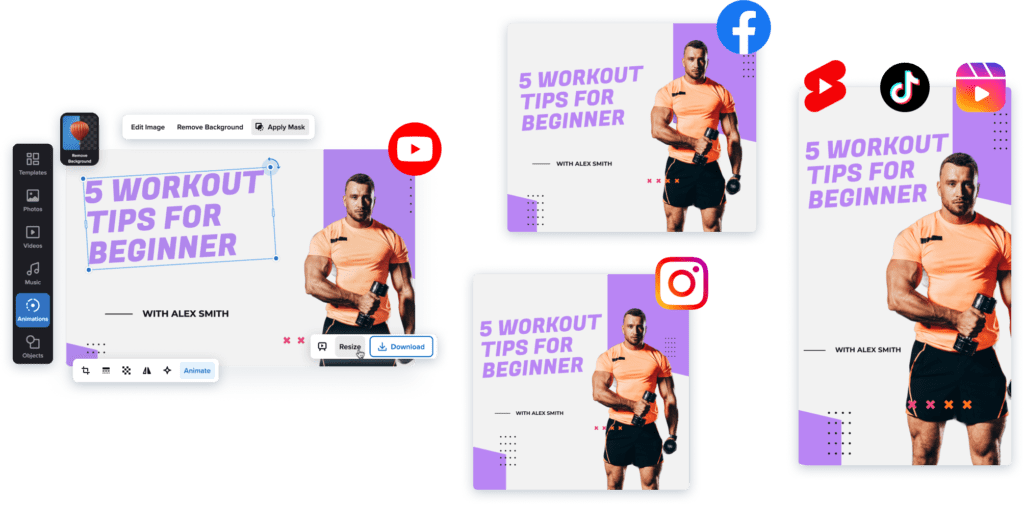 Remove
Background
Edit Image
Remove Background
Apply Mask
Templates
Photos
Videos
Music
Animations
Objects
5 WORKOUT
TIPS FOR
BEGINNER
WITH ALEX SMITH
Resize
Download
Animate
5 WORKOUT
TIPS FOR
BEGINNER
WITH ALEX SMITH
5 WORKOUT
TIPS FOR
BEGINNER
WITH ALEX SMITH
5 WORKOUT
TIPS FOR
BEGINNER
WITH ALEX SMITH